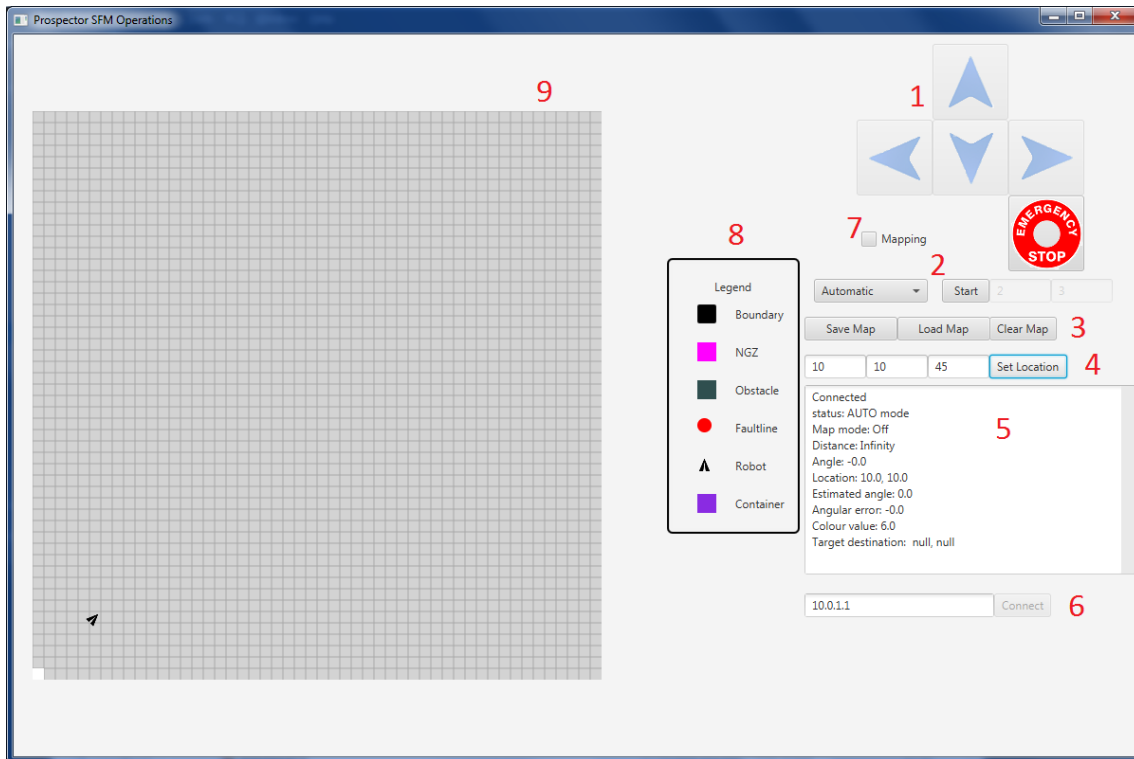 Prospector SFM Operations
9
1
EMERGENCY
STOP
7
Mapping
8
2
Automatic
Start
2
3
Legend
Boundary
NGZ
Obstacle
Faultline
Robot
Container
Save Map
Load Map
Clear Map
3
10
10
45
Set Location
4
Connected
status: AUTO mode
Map mode: Off
Distance: Infinity
Angle: -0.0
Location: 10.0, 10.0
Estimated angle: 0.0
Angular error: -0.0
Colour value: 6.0
Target destination:  null, null
5
10.0.1.1
Connect
6